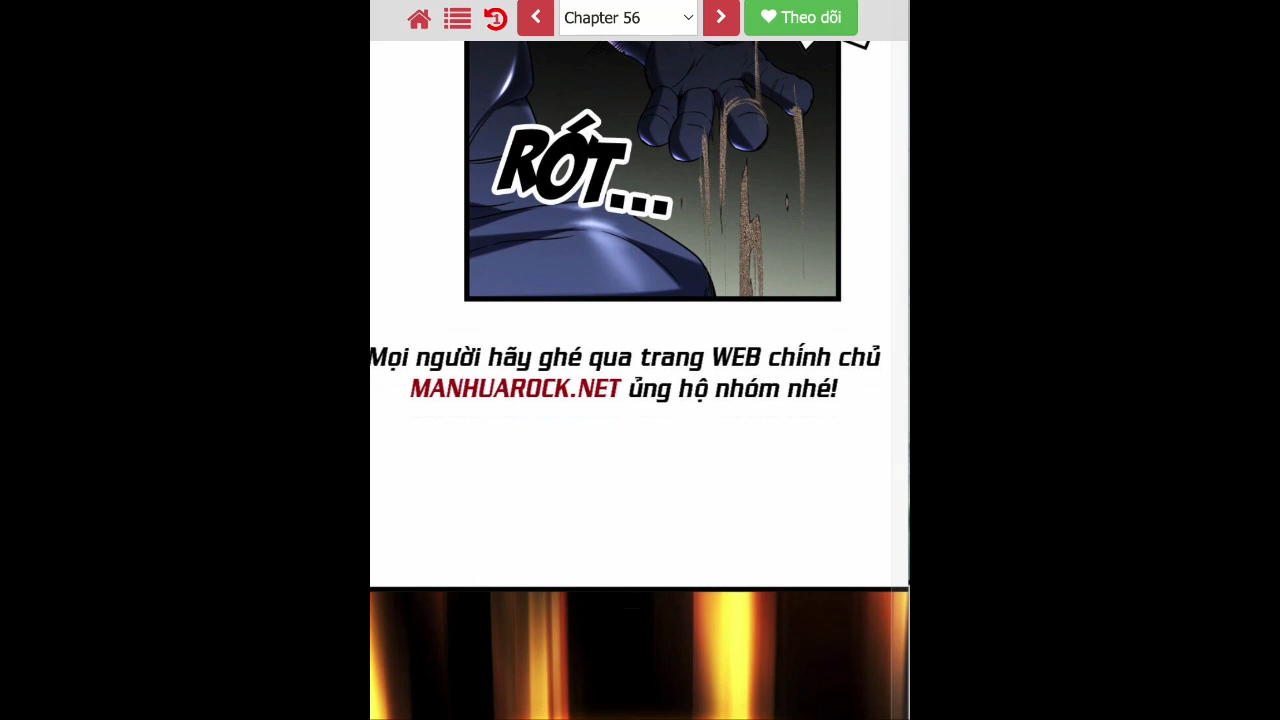 Chapter 56
Theo dõi
RÓT...
Mọi người hãy ghé qua trang WEB chính chủ
MANHUAROCK.NET ủng hộ nhóm nhé!